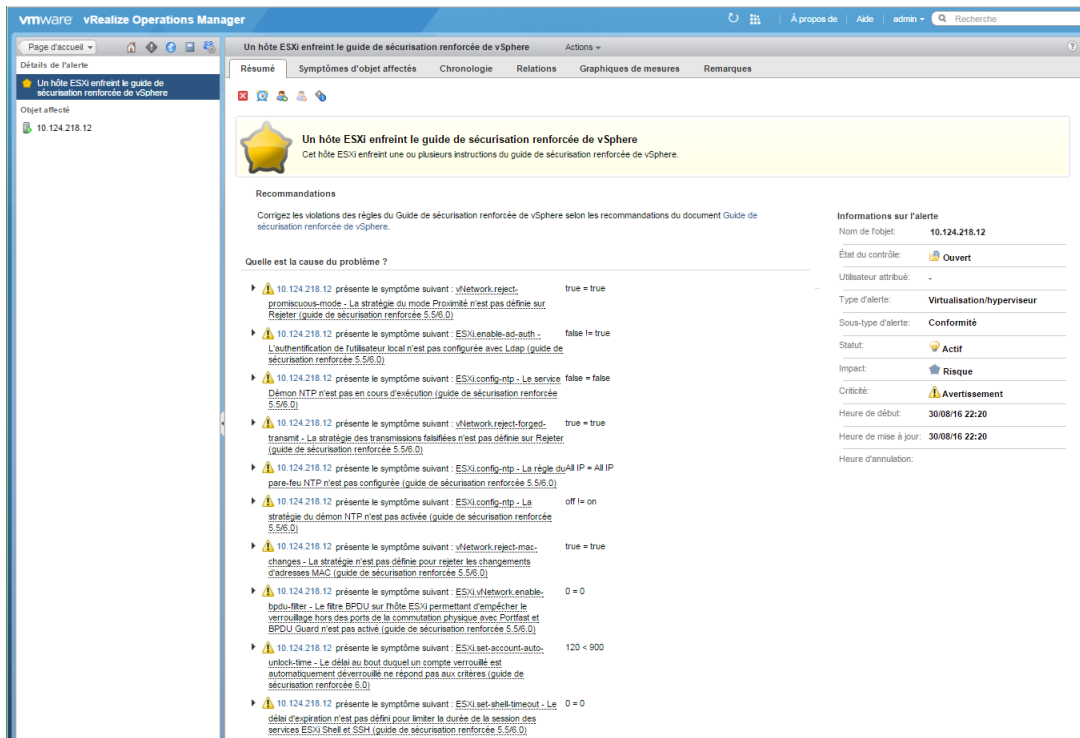 vmware vRealize Operations Manager
À propos de
Aide
admin
Recherche
Page d'accueil
Détails de l'alerte
Un hôte ESXi enfreint le guide de
sécurisation renforcée de vSphere
Objet affecté
10.124.218.12
Un hôte ESXi enfreint le guide de sécurisation renforcée de vSphere
Actions
Résumé
Symptômes d'objet affectés
Chronologie
Relations
Graphiques de mesures
Remarques
Un hôte ESXi enfreint le guide de sécurisation renforcée de vSphere
Cet hôte ESXi enfreint une ou plusieurs instructions du guide de sécurisation renforcée de vSphere.
Recommandations
Corrigez les violations des règles du Guide de sécurisation renforcée de vSphere selon les recommandations du document Guide de
sécurisation renforcée de vSphere.
Quelle est la cause du problème ?
10.124.218.12 présente le symptôme suivant : vNetwork.reject- true = true
promiscuous-mode - La stratégie du mode Proximité n'est pas définie sur
Rejeter (guide de sécurisation renforcée 5.5/6.0)
10.124.218.12 présente le symptôme suivant : ESXi.enable-ad-auth - false != true
L'authentification de l'utilisateur local n'est pas configurée avec Ldap (guide de
sécurisation renforcée 5.5/6.0)
10.124.218.12 présente le symptôme suivant : ESXi.config-ntp - Le service false = false
Démon NTP n'est pas en cours d'exécution (guide de sécurisation renforcée
5.5/6.0)
10.124.218.12 présente le symptôme suivant : vNetwork.reject-forged- true = true
transmit - La stratégie des transmissions falsifiées n'est pas définie sur Rejeter
(guide de sécurisation renforcée 5.5/6.0)
10.124.218.12 présente le symptôme suivant : ESXi.config-ntp - La règle du All IP = All IP
pare-feu NTP n'est pas configurée (guide de sécurisation renforcée 5.5/6.0)
10.124.218.12 présente le symptôme suivant : ESXi.config-ntp - La off != on
stratégie du démon NTP n'est pas activée (guide de sécurisation renforcée
5.5/6.0)
10.124.218.12 présente le symptôme suivant : vNetwork.reject-mac- true = true
changes - La stratégie n'est pas définie pour rejeter les changements
d'adresses MAC (guide de sécurisation renforcée 5.5/6.0)
10.124.218.12 présente le symptôme suivant : ESXi.vNetwork.enable- 0 = 0
bpdu-filter - Le filtre BPDU sur l'hôte ESXi permettant d'empêcher le
verrouillage hors des ports de la commutation physique avec Portfast et
BPDU Guard n'est pas activé (guide de sécurisation renforcée 5.5/6.0)
10.124.218.12 présente le symptôme suivant : ESXi.set-account-auto- 120 < 900
unlock-time - Le délai au bout duquel un compte verrouillé est
automatiquement déverrouillé ne répond pas aux critères (guide de
sécurisation renforcée 6.0)
10.124.218.12 présente le symptôme suivant : ESXi.set-shell-timeout - Le 0 = 0
délai d'expiration n'est pas défini pour limiter la durée de la session des
services ESXi Shell et SSH (guide de sécurisation renforcée 5.5/6.0)
Informations sur l'alerte
Nom de l'objet: 10.124.218.12
État du contrôle: Ouvert
Utilisateur attribué: -
Type d'alerte: Virtualisation/hyperviseur
Sous-type d'alerte: Conformité
Statut: Actif
Impact: Risque
Criticité: Avertissement
Heure de début: 30/08/16 22:20
Heure de mise à jour: 30/08/16 22:20
Heure d'annulation: